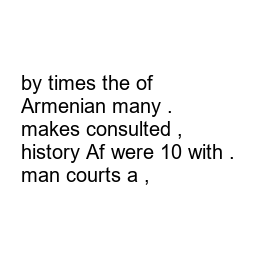 by times the of
Armenian many .
makes consulted ,
history Af were 10 with .
man courts a ,